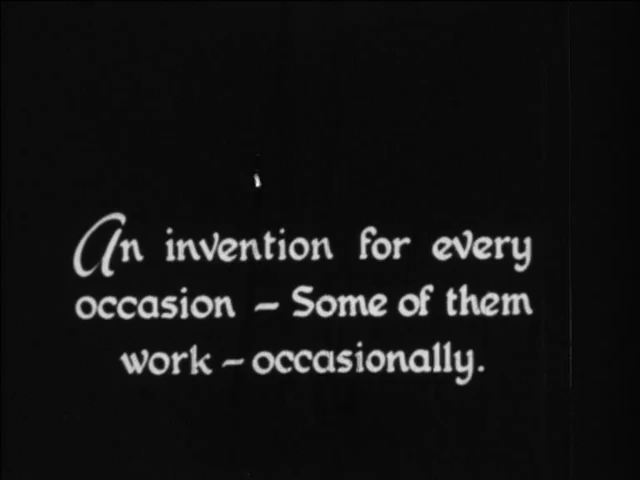 An invention for every
occasion – Some of them
work – occasionally.